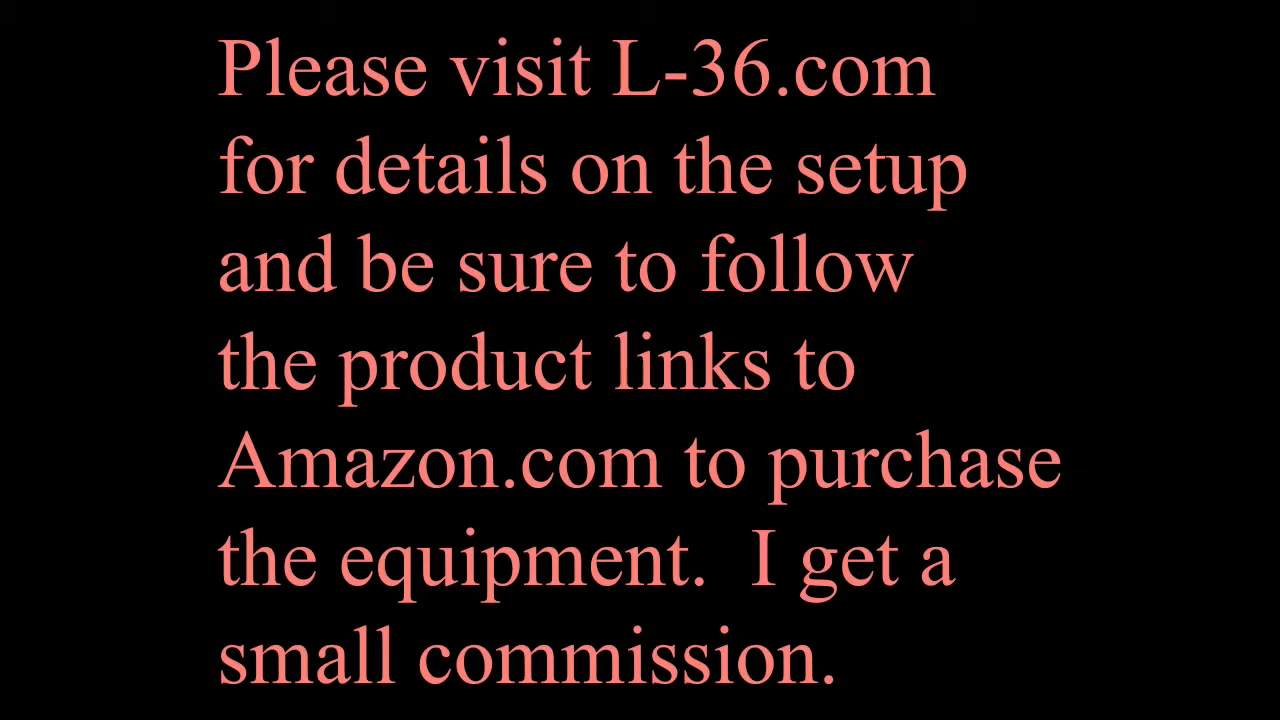 Please visit L-36.com
for details on the setup
and be sure to follow
the product links to
Amazon.com to purchase
the equipment.  I get a
small commission.